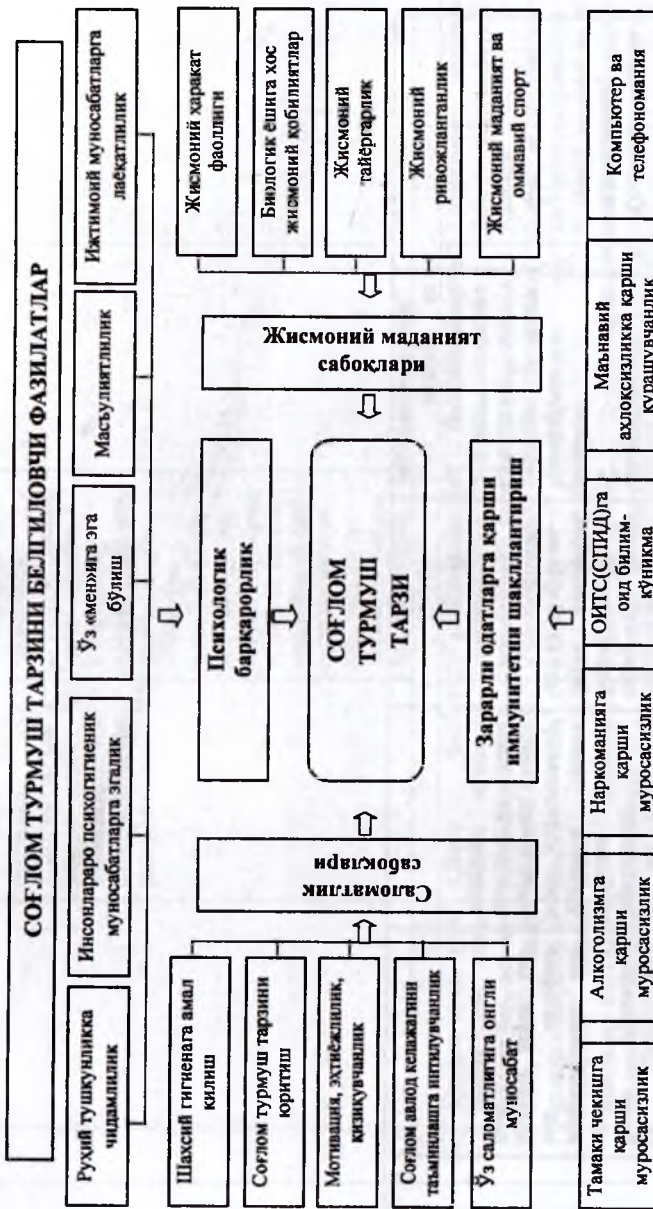 СОҒЛОМ ТУРМУШ ТАРЗИНИ БЕЛГИЛОВЧИ ФАЗИЛАТЛАР
Руҳий тушкунликка
чидамлилик
Инсонлараро психогигиеник
муносабатларга эгалик
Ўз «мен»ига эга
бўлиш
Масъулиятлилик
Ижтимоий муносабатларга
лаёқатлилик
Шахсий гигиенага амал
қилиш
Соғлом турмуш тарзини
юритиш
Мотивация, эҳтиёжлилик,
қизиқувчанлик
Соғлом авлод келажагини
таъминлашга интилувчанлик
Ўз саломатлигига онгли
муносабат
Саломатлик
сабоқлари
Психологик
барқарорлик
СОҒЛОМ
ТУРМУШ
ТАРЗИ
Зарарли одатларга қарши
иммунитетни шакллантириш
Жисмоний маданият
сабоқлари
Жисмоний ҳаракат
фаоллиги
Биологик ёшига хос
жисмоний қобилиятлар
Жисмоний
тайёргарлик
Жисмоний
ривожланганлик
Жисмоний маданият ва
оммавий спорт
Тамаки чекишга
қарши
муросасизлик
Алкоголизмга
қарши
муросасизлик
Наркоманияга
қарши
муросасизлик
ОИТС(СПИД)га
оид билим-
кўникма
Маънавий
ахлоқсизликка қарши
курашувчанлик
Компьютер ва
телефономания